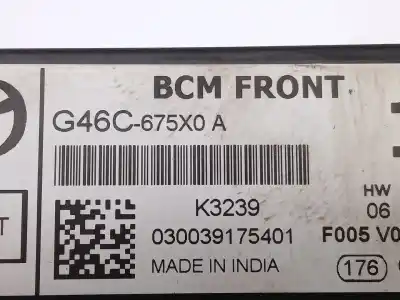 BCM FRONT
G46C-675X0 A
HW
K3239
06
030039175401
F005 V0
MADE IN INDIA
176